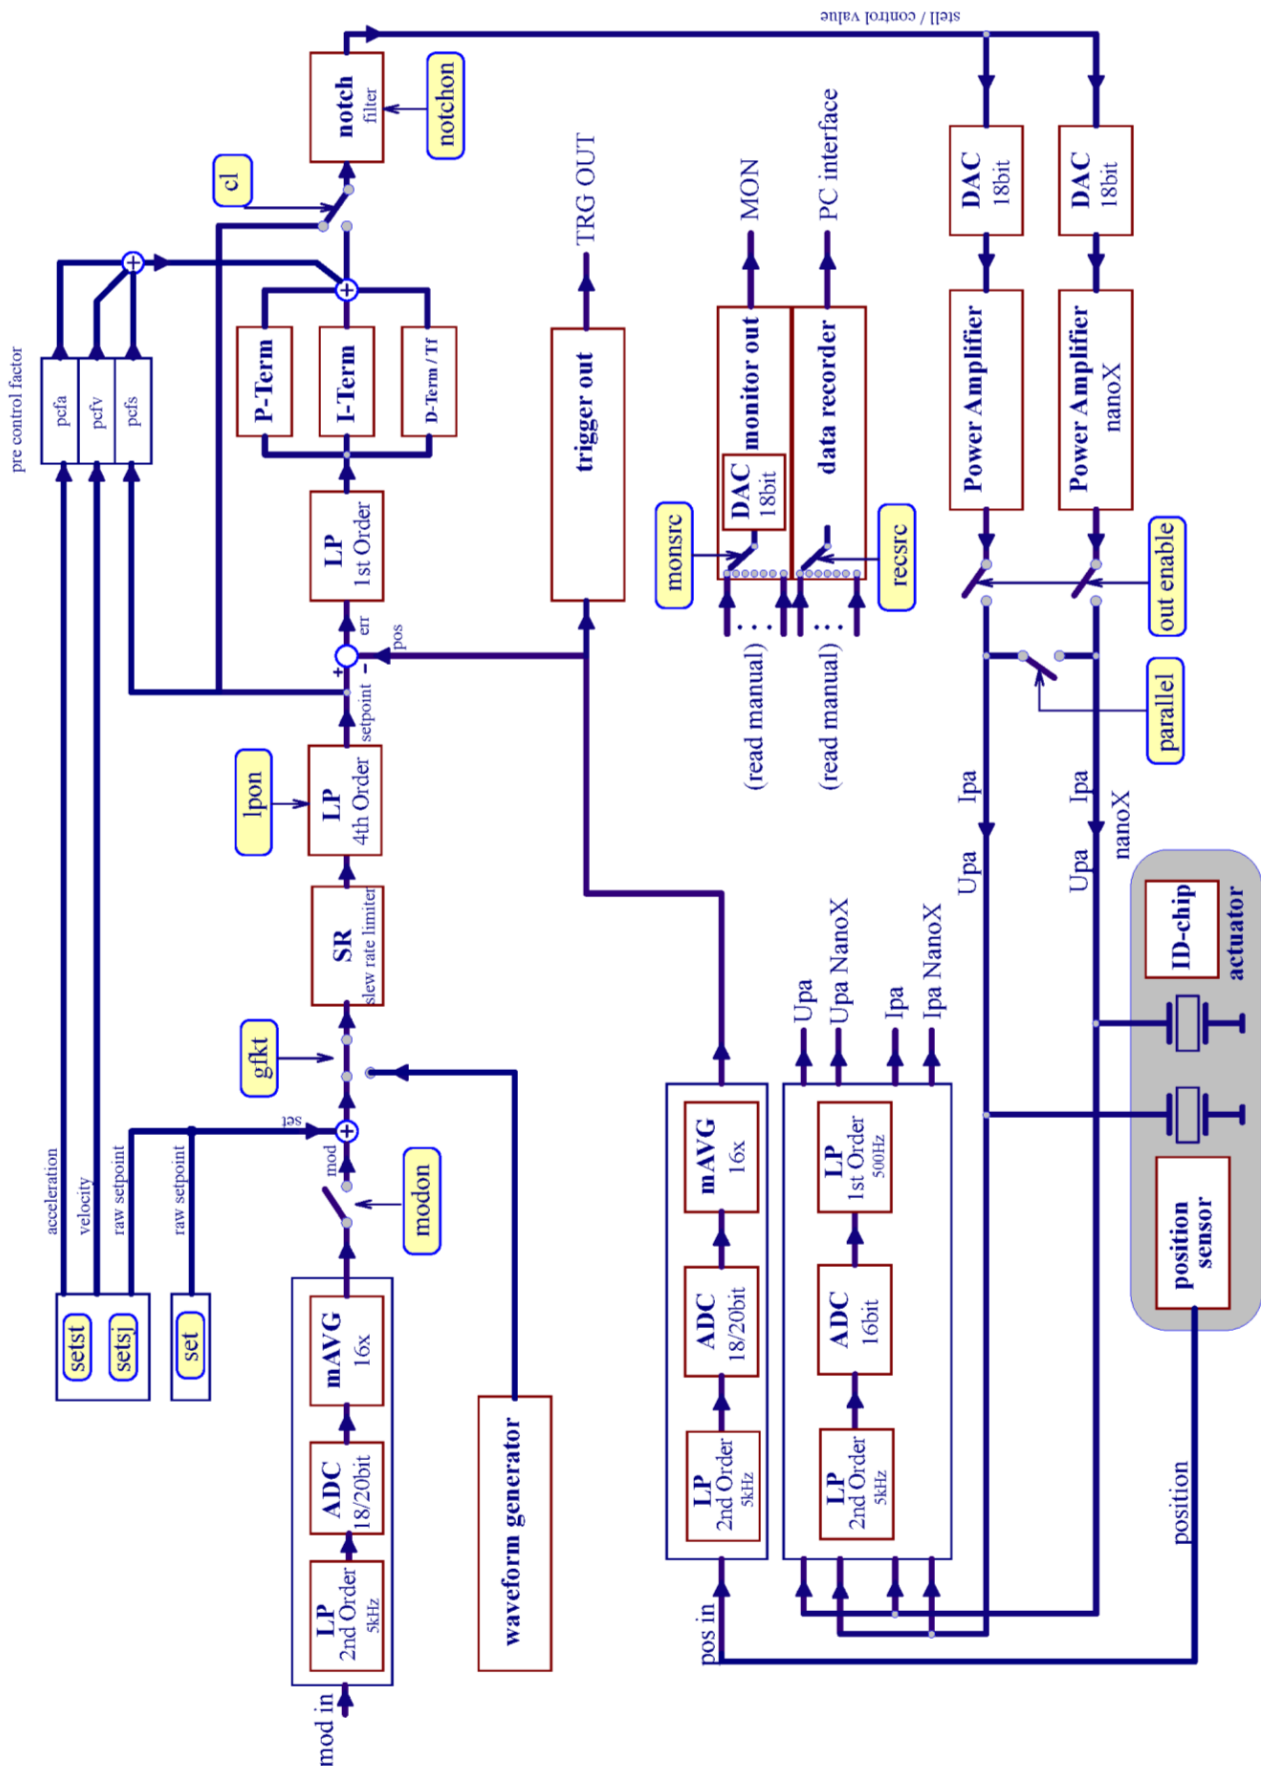 pre control factor
acceleration
velocity
raw setpoint
raw setpoint
setst
setsj
set
pcfa
pcfv
pcfs
mod in
LP
2nd Order
5kHz
ADC
18/20bit
mAVG
16x
modon
mod
set
+
gfkt
SR
slew rate limiter
lpon
LP
4th Order
setpoint
+
-
err
pos
LP
1st Order
P-Term
I-Term
D-Term / Tf
+
+
cl
notch
filter
notchon
stell / control value
waveform generator
trigger out
TRG OUT
monsrc
(read manual)
...
DAC
18bit
monitor out
MON
(read manual)
...
data recorder
PC interface
recsrc
pos in
LP
2nd Order
5kHz
ADC
18/20bit
mAVG
16x
LP
2nd Order
5kHz
ADC
16bit
LP
1st Order
500Hz
Upa
Upa NanoX
Ipa
Ipa NanoX
DAC
18bit
DAC
18bit
Power Amplifier
Power Amplifier
nanoX
out enable
parallel
Upa
Ipa
Upa
Ipa
nanoX
position
position
sensor
ID-chip
actuator